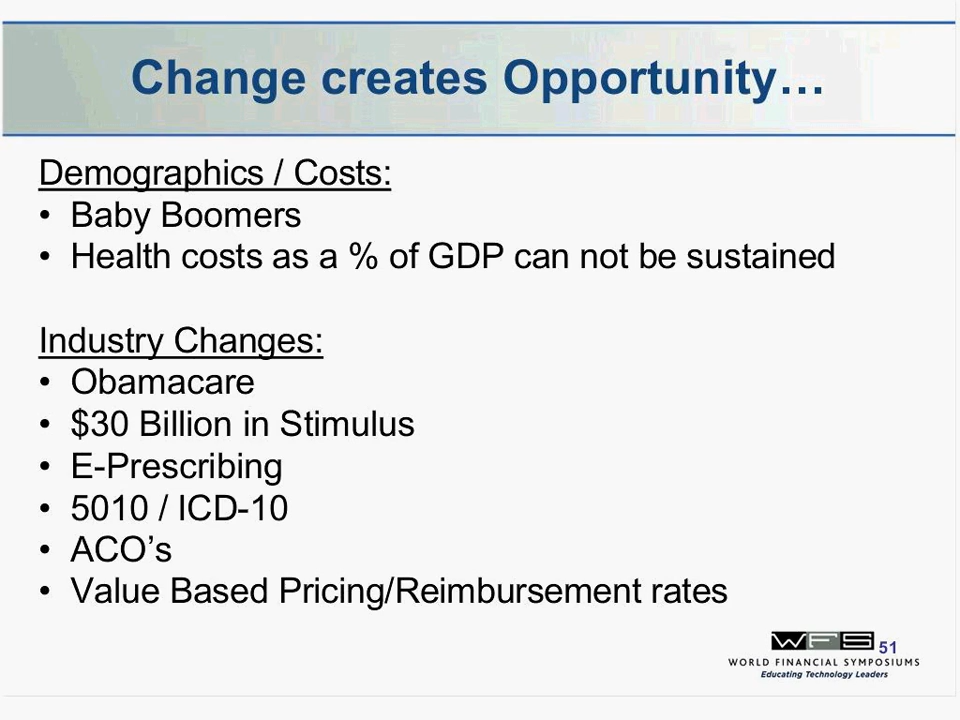 Change creates Opportunity…
Demographics / Costs:
• Baby Boomers
• Health costs as a % of GDP can not be sustained
Industry Changes:
• Obamacare
• $30 Billion in Stimulus
• E-Prescribing
• 5010 / ICD-10
• ACO’s
• Value Based Pricing/Reimbursement rates
WFS 51
WORLD FINANCIAL SYMPOSIUMS
Educating Technology Leaders